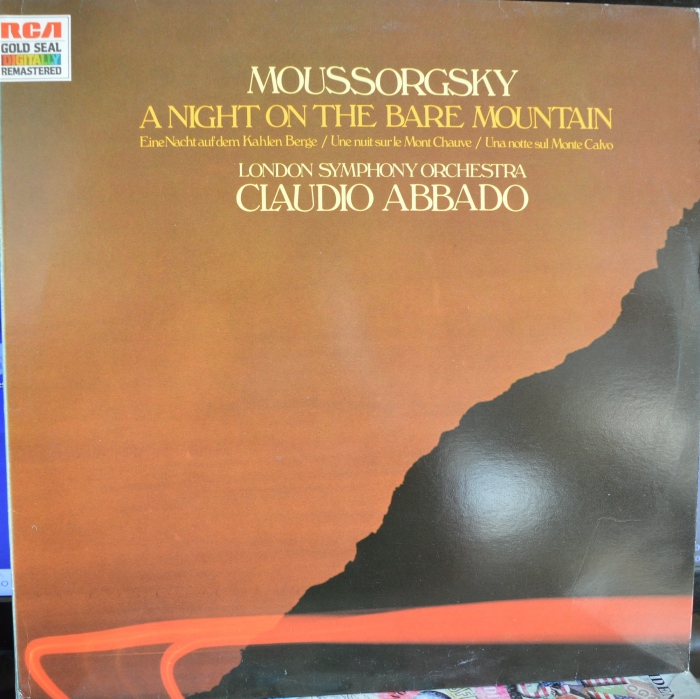 RCA
GOLD SEAL
DIGITALLY
REMASTERED
MOUSSORGSKY
A NIGHT ON THE BARE MOUNTAIN
Eine Nacht auf dem Kahlen Berge / Une nuit sur le Mont Chauve / Una notte sul Monte Calvo
LONDON SYMPHONY ORCHESTRA
CLAUDIO ABBADO